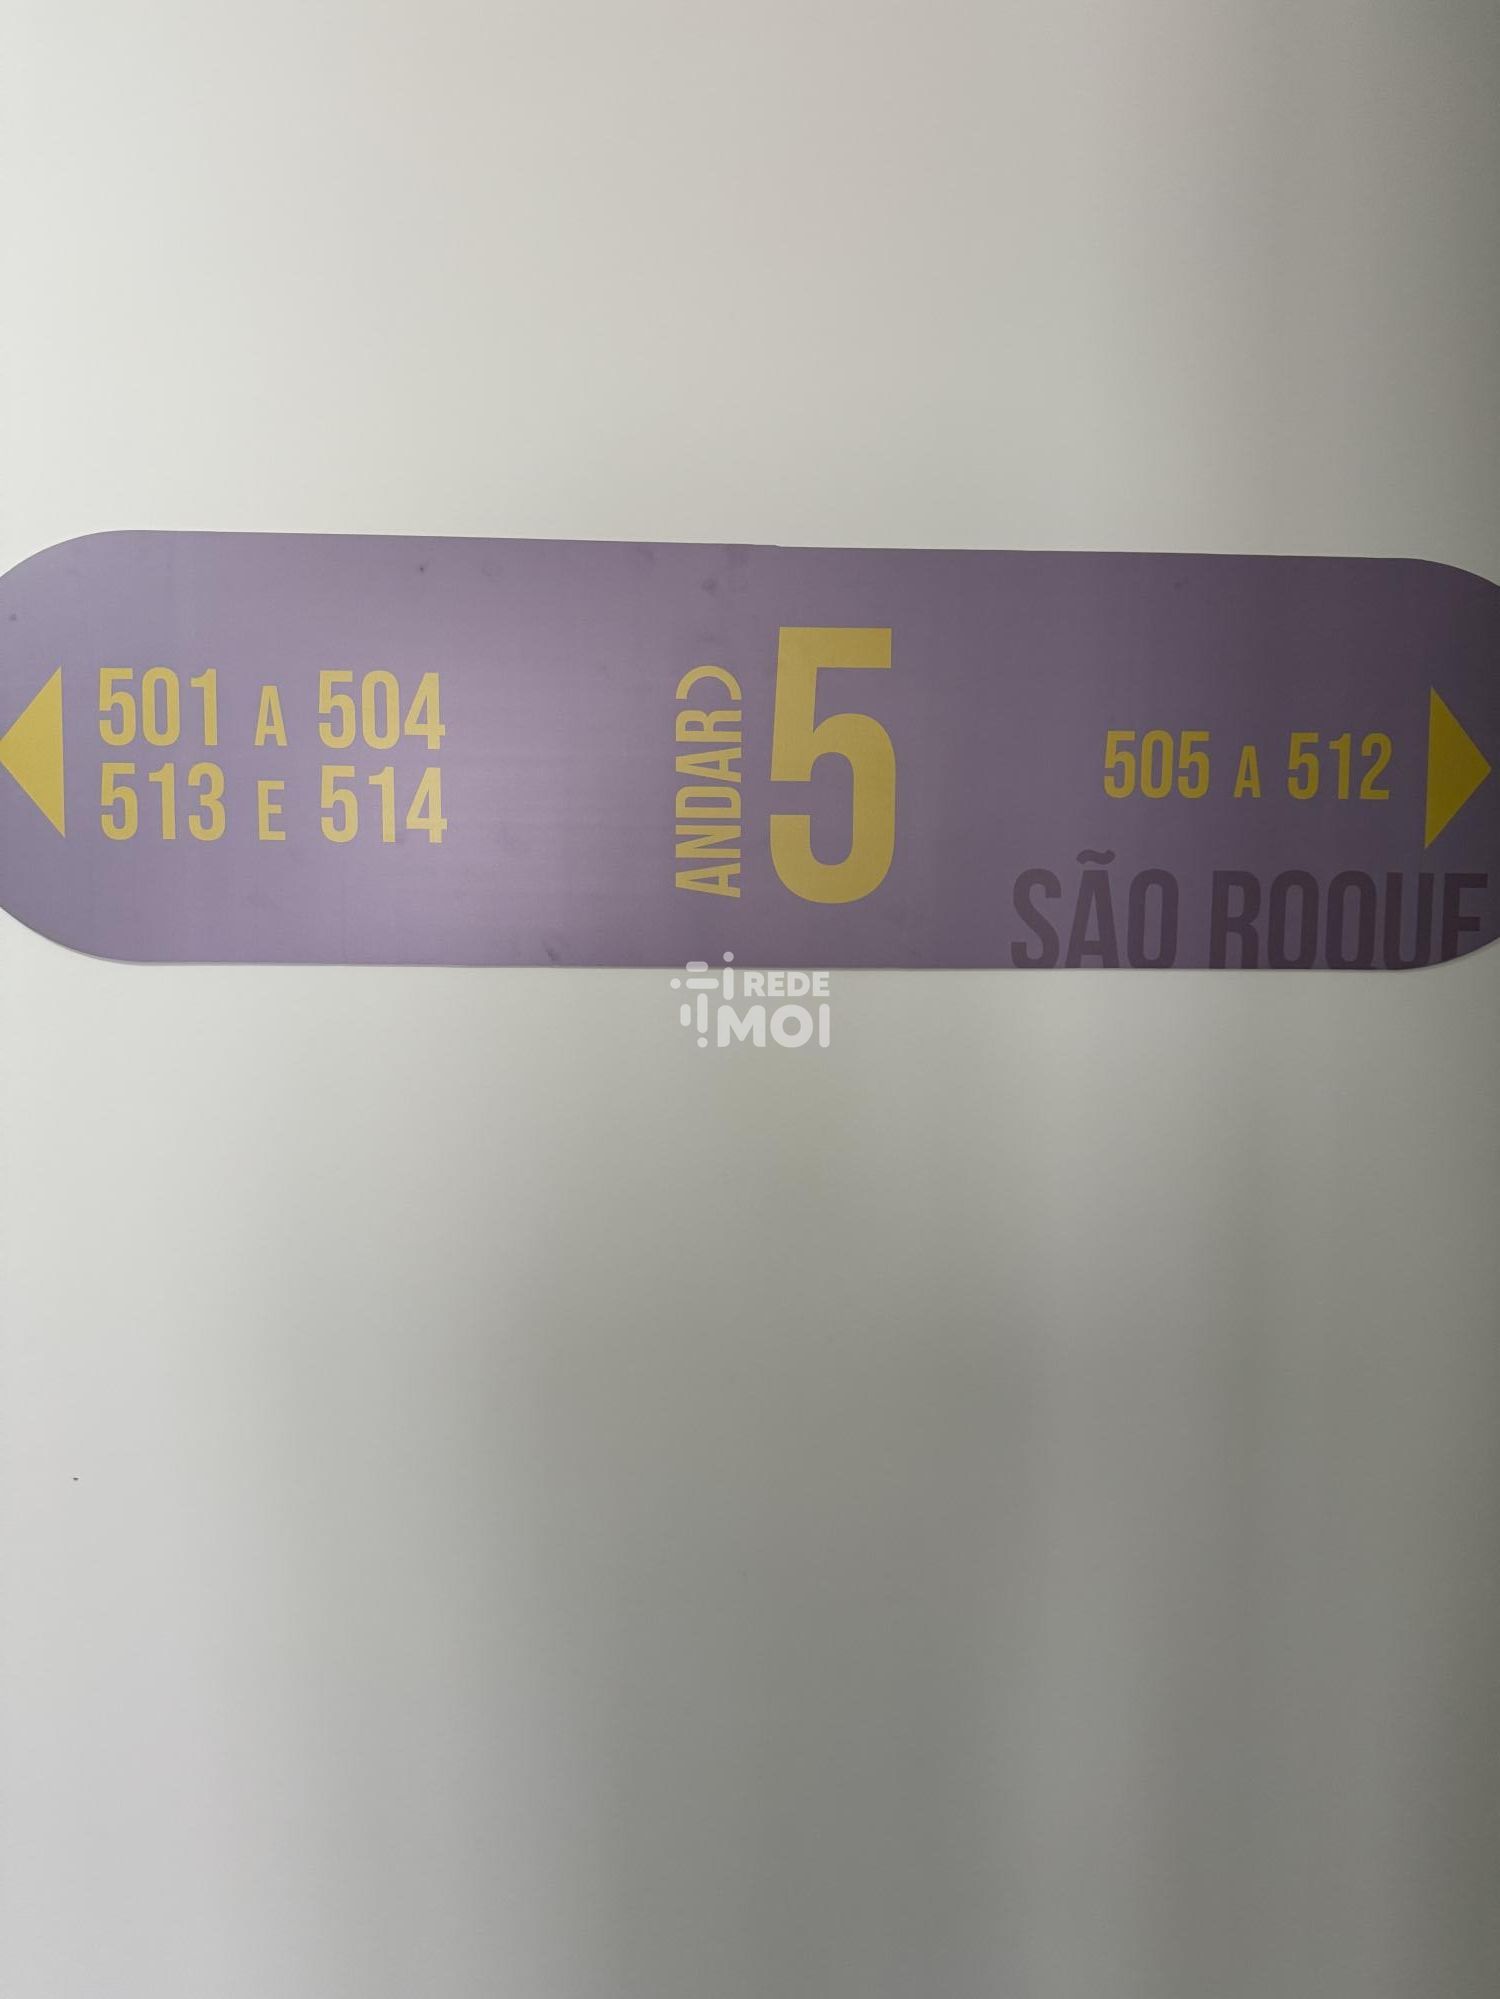 501 A 504
513 E 514
ANDAR
5
505 A 512
SÃO ROQUE
REDE
MOI